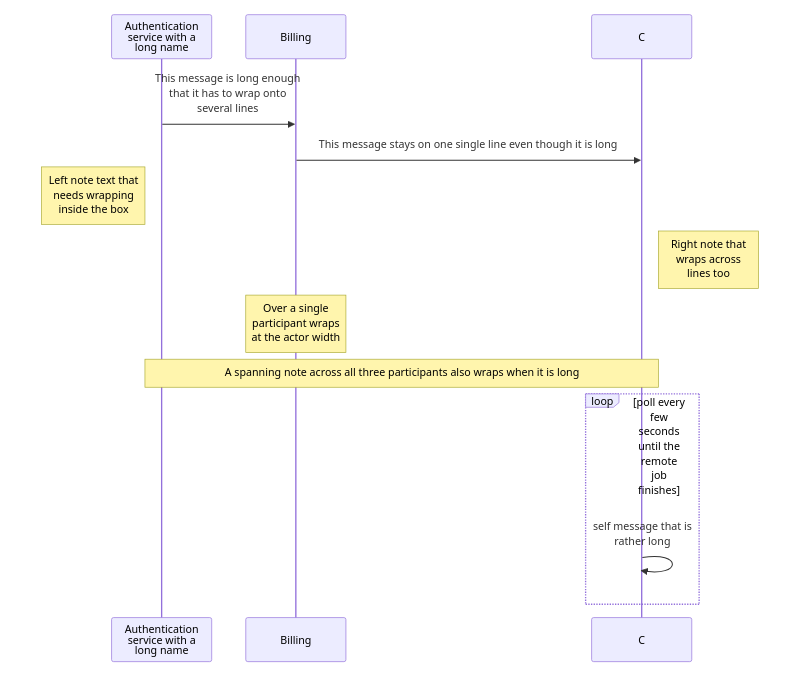 Authentication
service with a
long name
Billing
C
This message is long enough
that it has to wrap onto
several lines
This message stays on one single line even though it is long
Left note text that
needs wrapping
inside the box
Right note that
wraps across
lines too
Over a single
participant wraps
at the actor width
A spanning note across all three participants also wraps when it is long
loop
[poll every
few
seconds
until the
remote
job
finishes]
self message that is
rather long
Authentication
service with a
long name
Billing
C